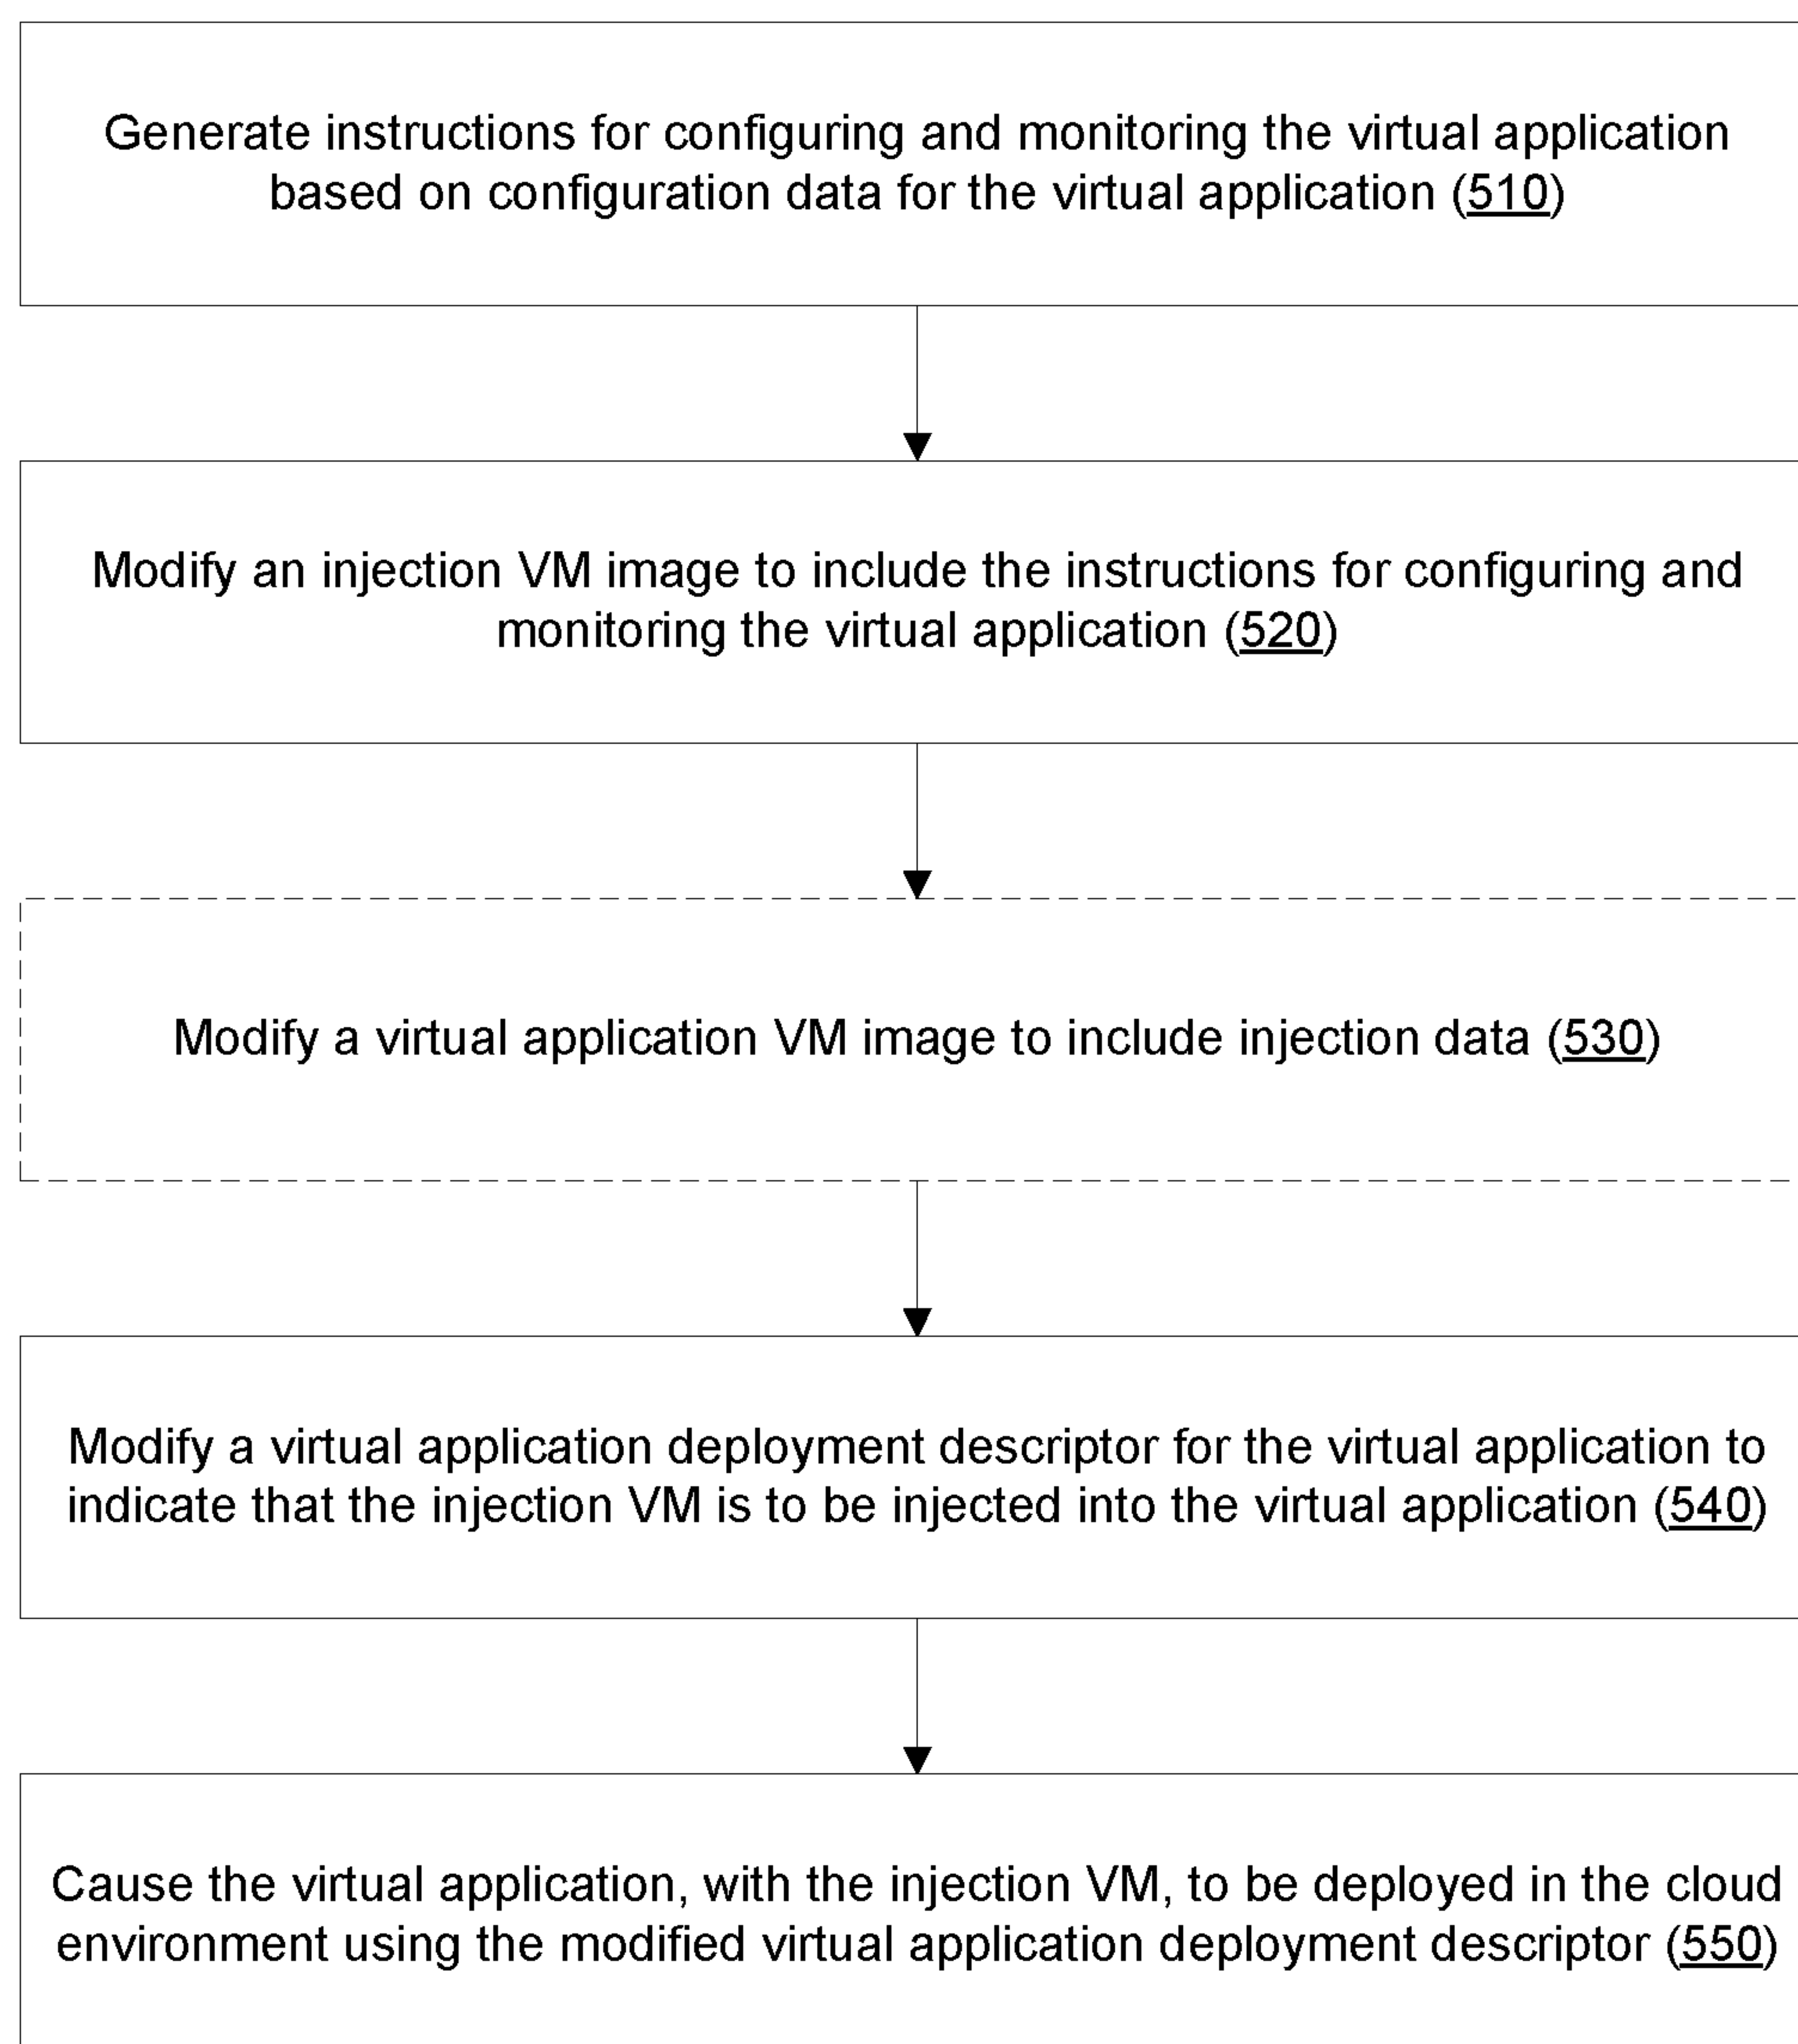 Generate instructions for configuring and monitoring the virtual application
based on configuration data for the virtual application (510)
Modify an injection VM image to include the instructions for configuring and
monitoring the virtual application (520)
Modify a virtual application VM image to include injection data (530)
Modify a virtual application deployment descriptor for the virtual application to
indicate that the injection VM is to be injected into the virtual application (540)
Cause the virtual application, with the injection VM, to be deployed in the cloud
environment using the modified virtual application deployment descriptor (550)